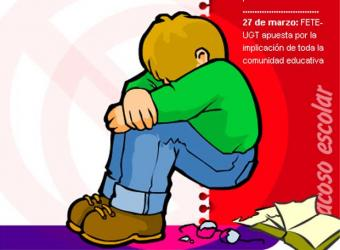 27 de marzo: FETE-
UGT apuesta por la
implicación de toda la
comunidad educativa
acoso escolar